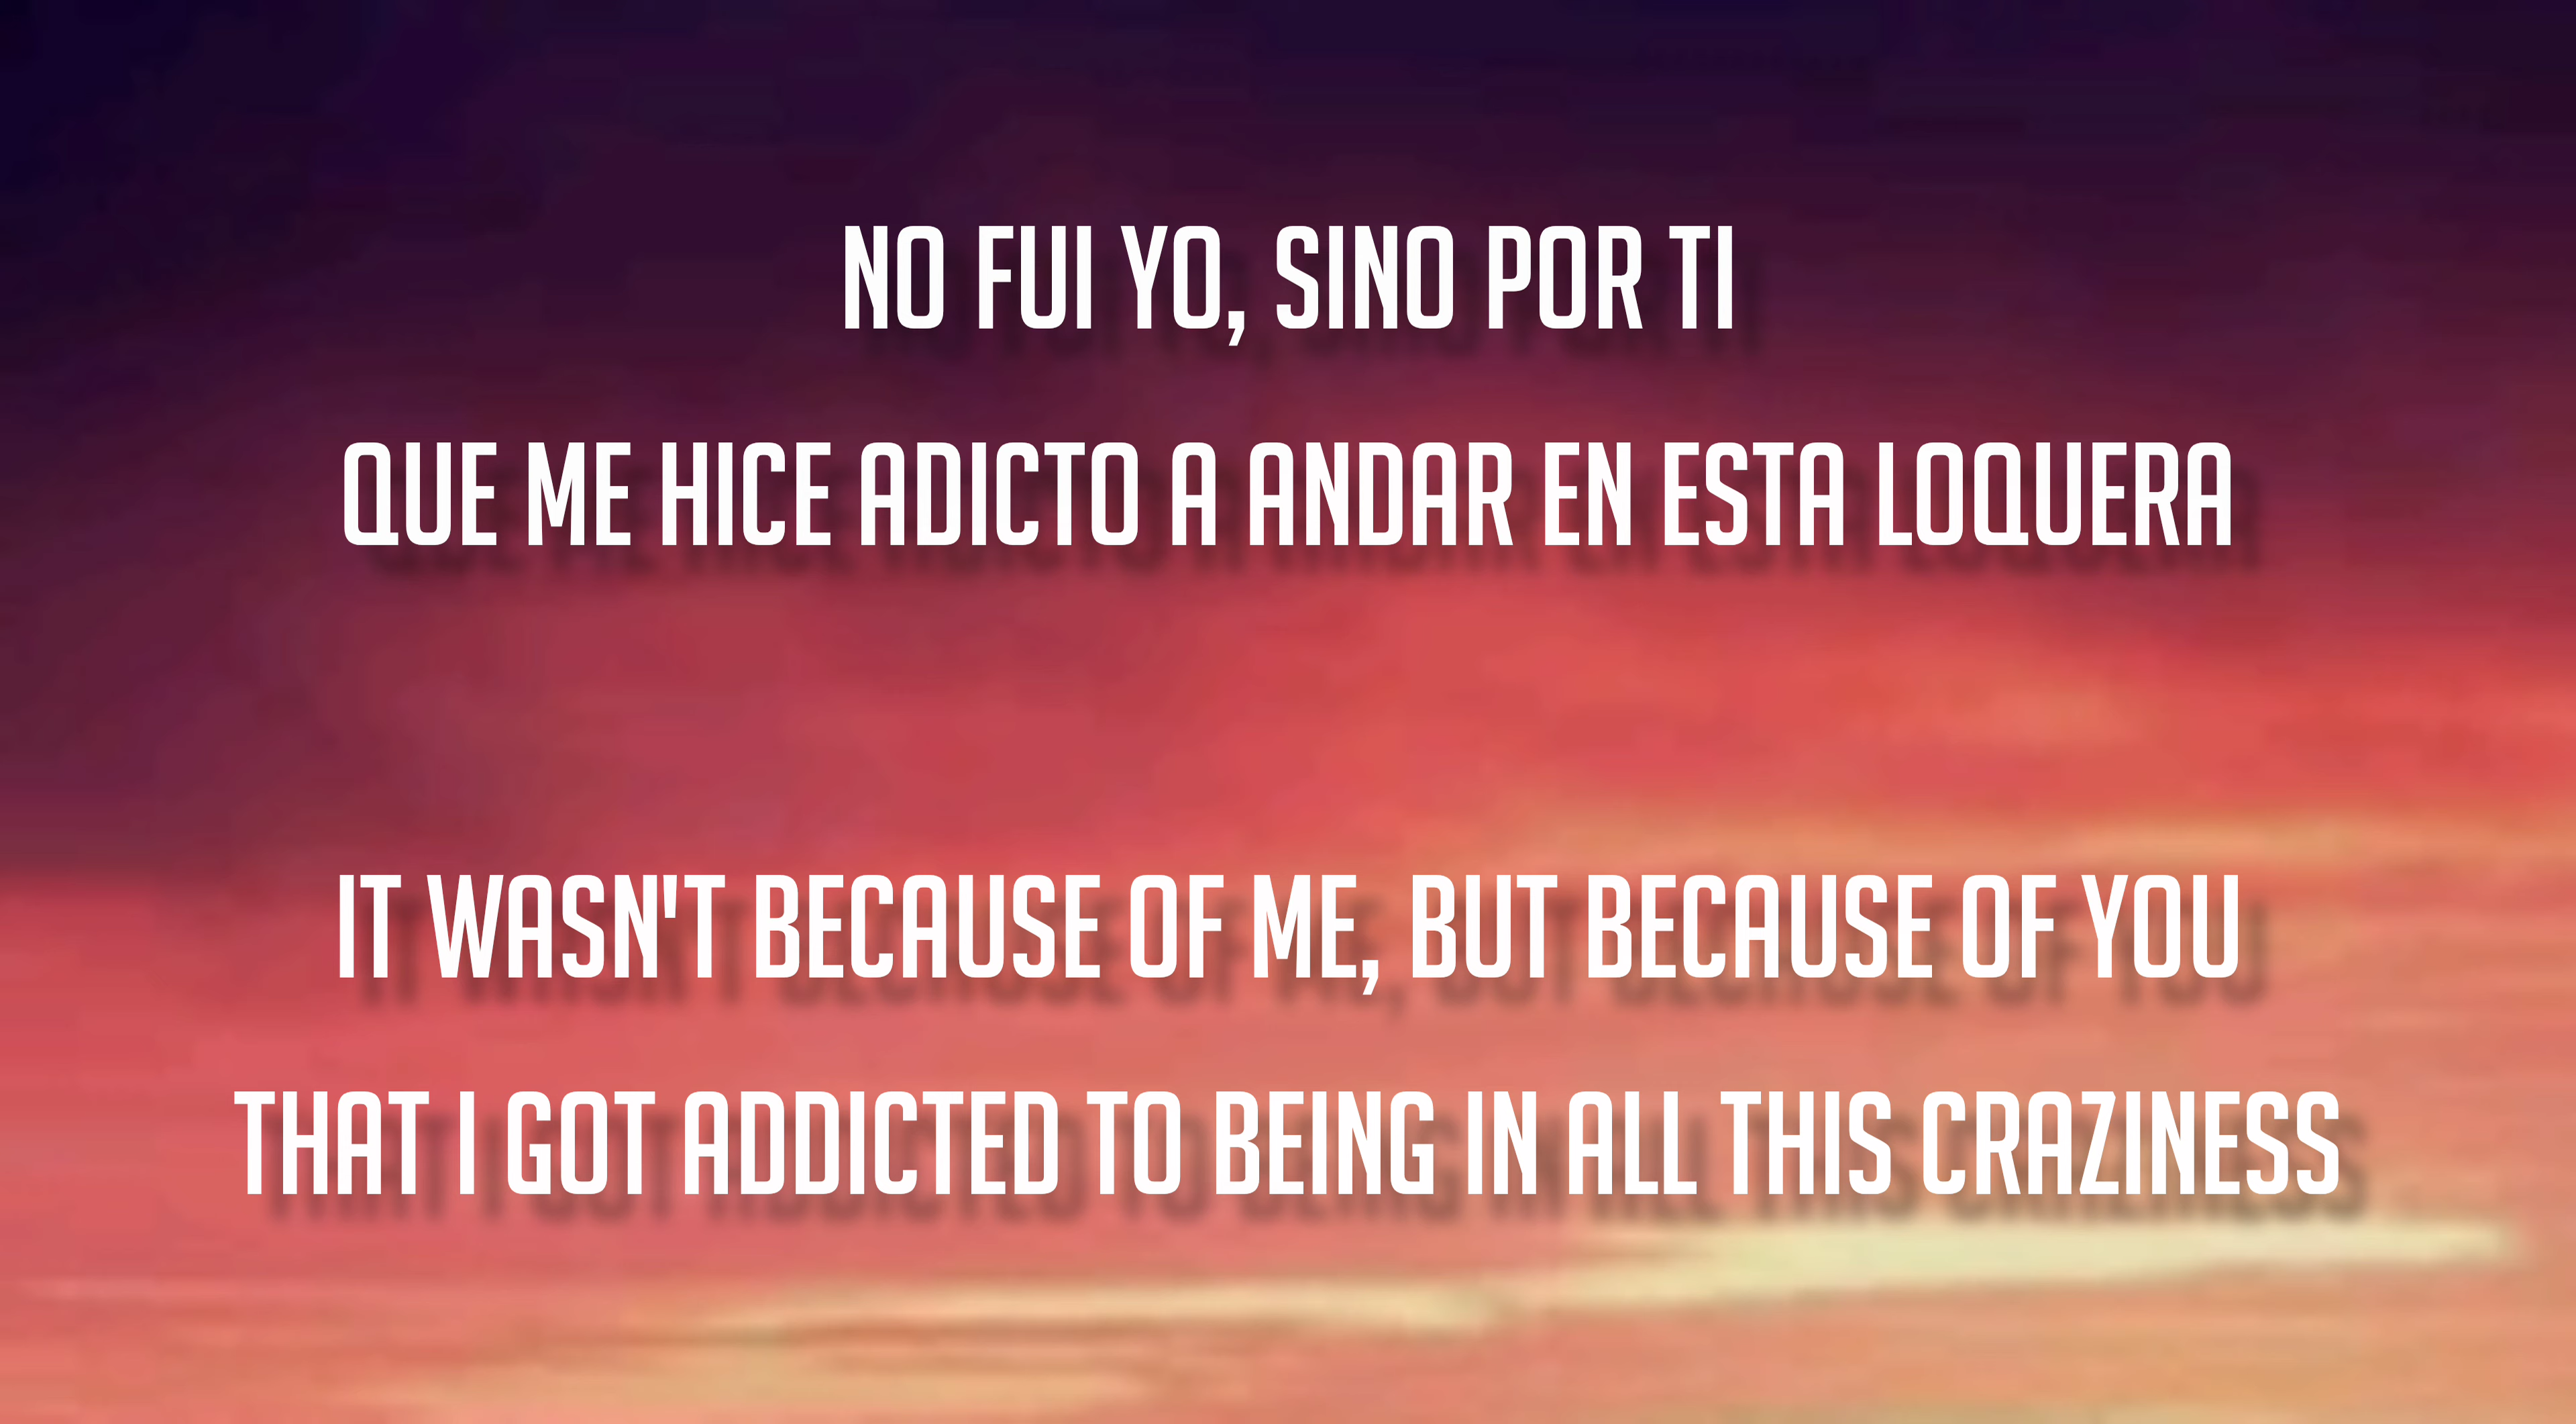 NO FUI YO, SINO POR TI
QUE ME HICE ADICTO A ANDAR EN ESTA LOQUERA
IT WASN'T BECAUSE OF ME, BUT BECAUSE OF YOU
THAT I GOT ADDICTED TO BEING IN ALL THIS CRAZINESS